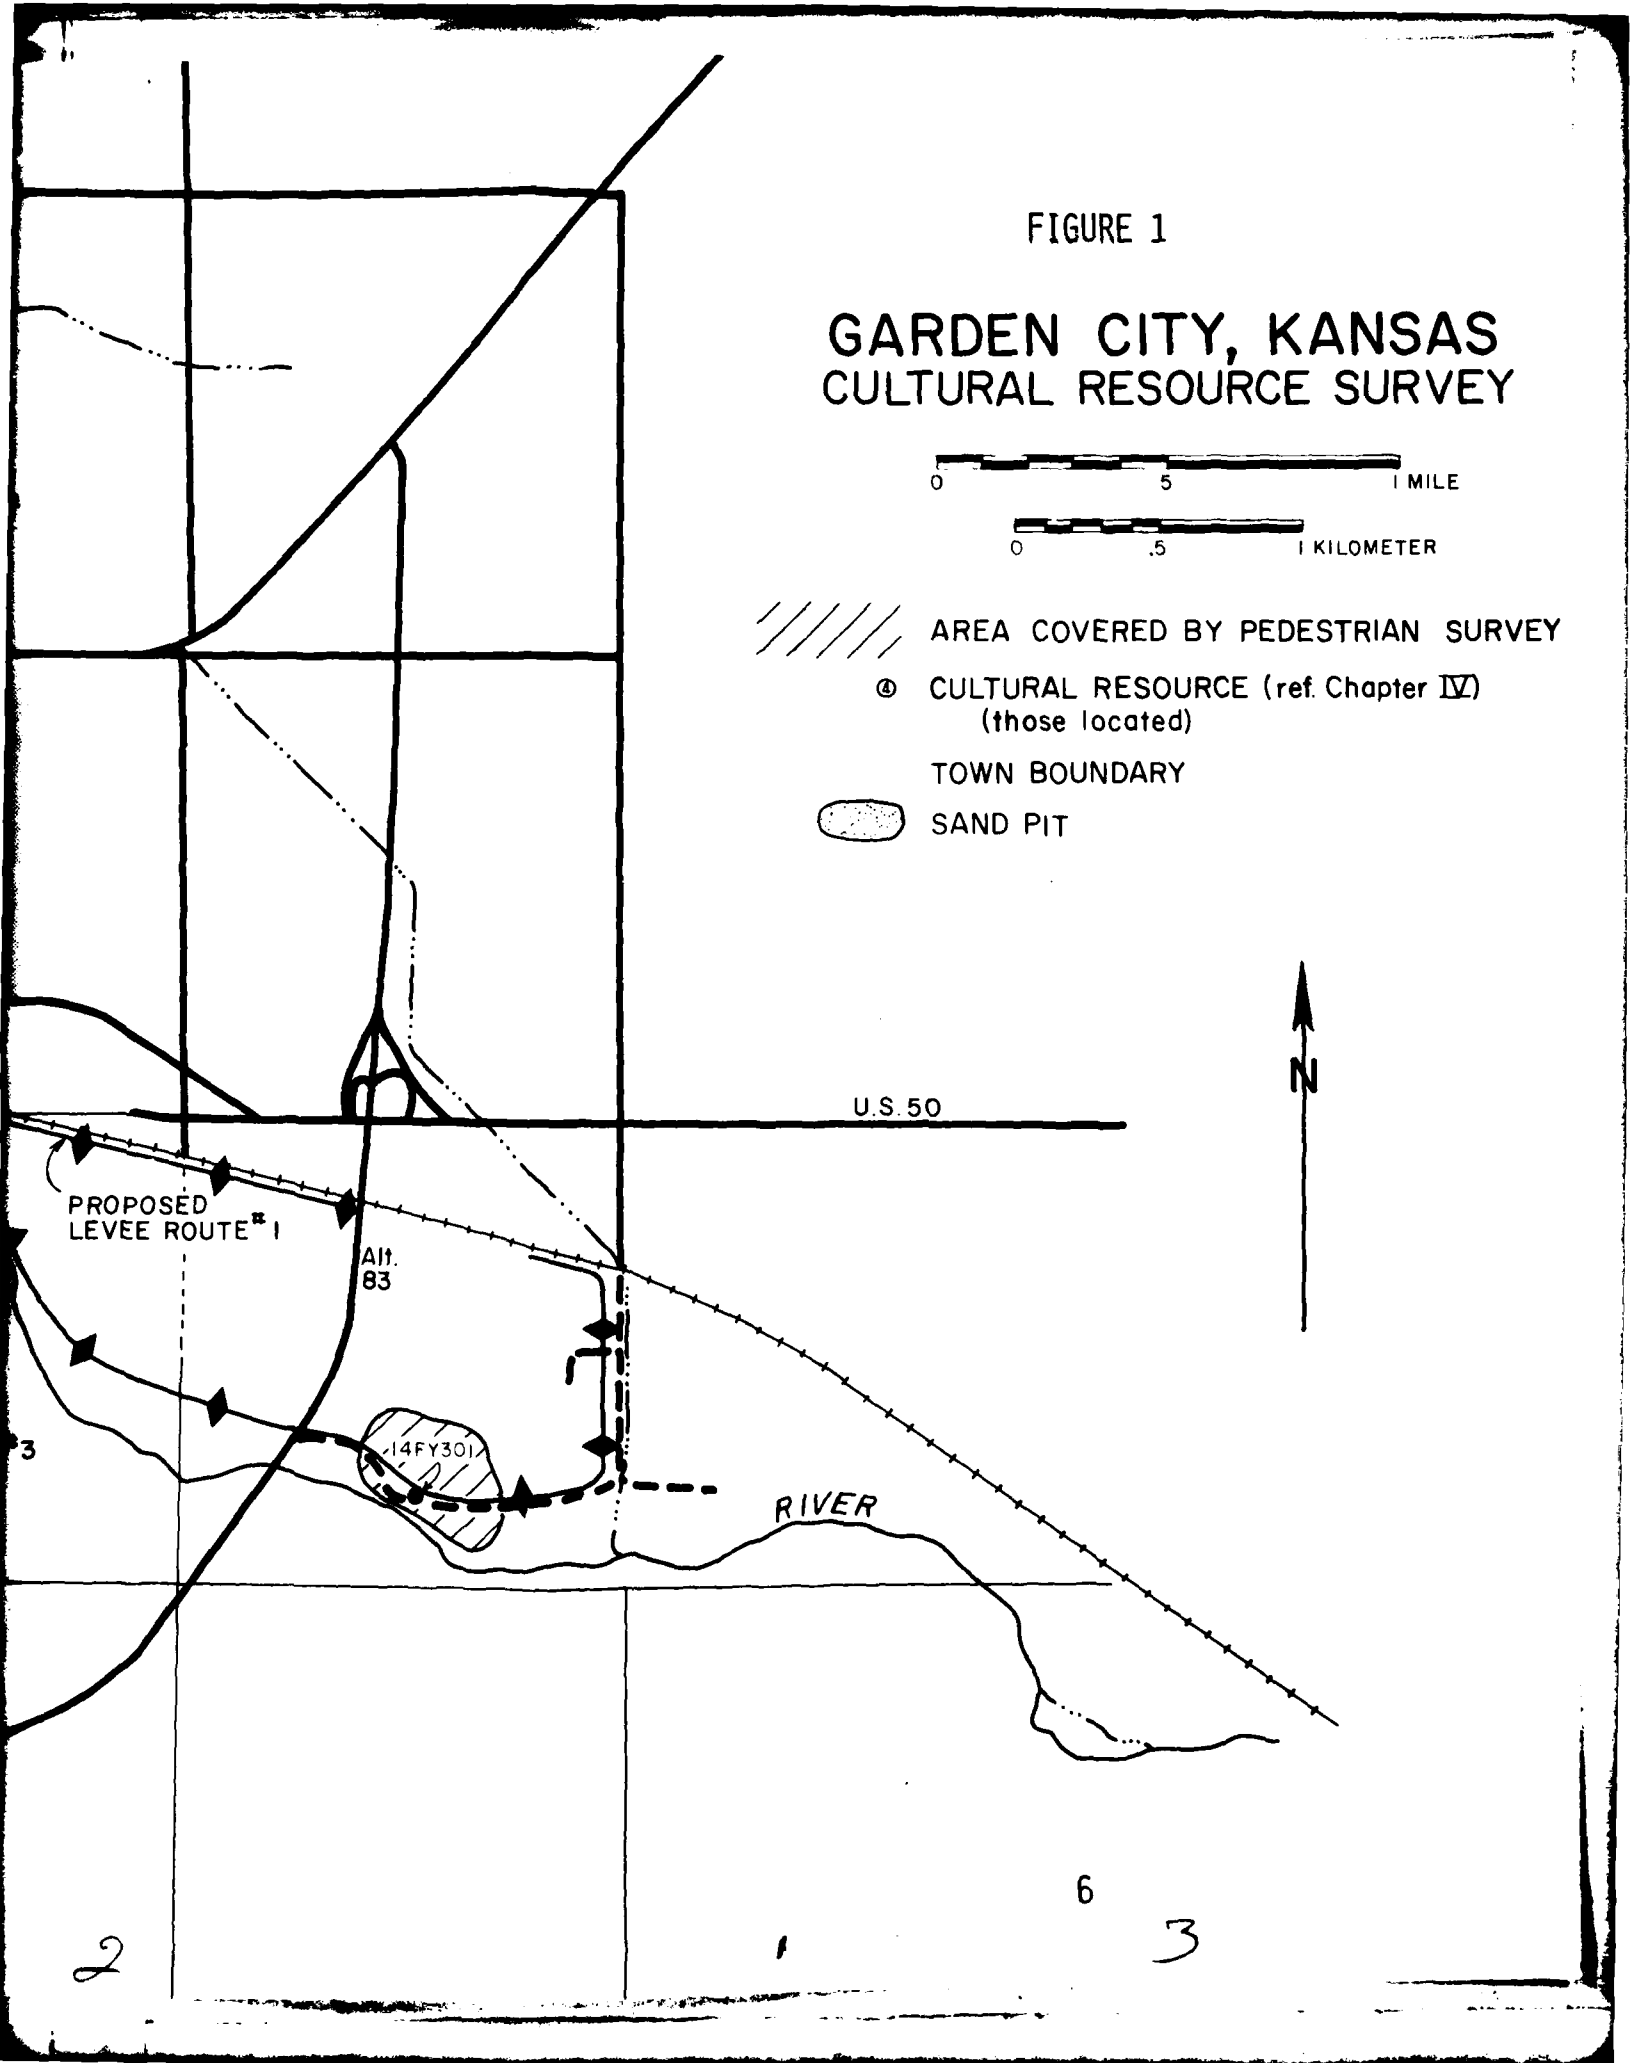 FIGURE 1
GARDEN CITY, KANSAS
CULTURAL RESOURCE SURVEY
0 5 1 MILE
0 .5 1 KILOMETER
AREA COVERED BY PEDESTRIAN SURVEY
④ CULTURAL RESOURCE (ref. Chapter IV)
(those located)
TOWN BOUNDARY
SAND PIT
N
U.S. 50
PROPOSED
LEVEE ROUTE #1
Alt.
83
3
14FY301
RIVER
6
2
1
3